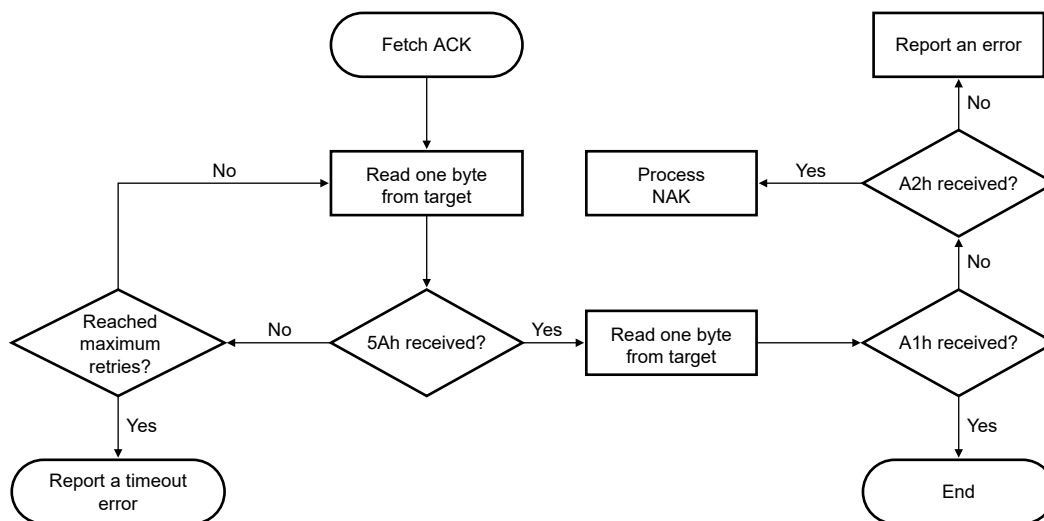 Fetch ACK
Report an error
No
No
Read one byte
from target
Process
NAK
Yes
A2h received?
No
Reached
maximum
retries?
No
5Ah received?
Yes
Read one byte
from target
A1h received?
Yes
Yes
Report a timeout
error
End